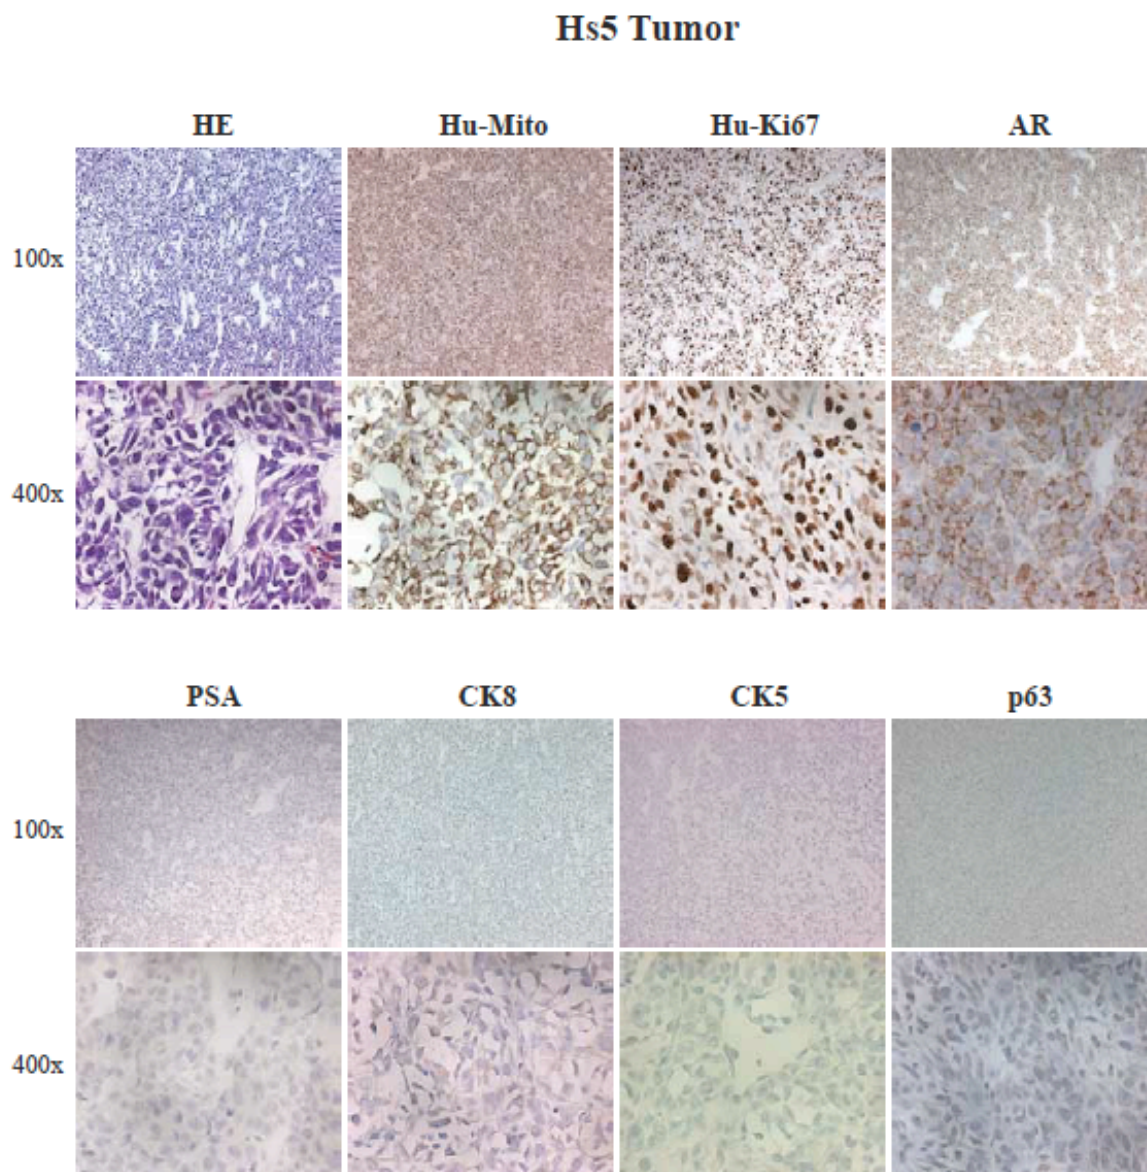 Hs5 Tumor
HE Hu-Mito Hu-Ki67 AR
100x
400x
PSA CK8 CK5 p63
100x
400x